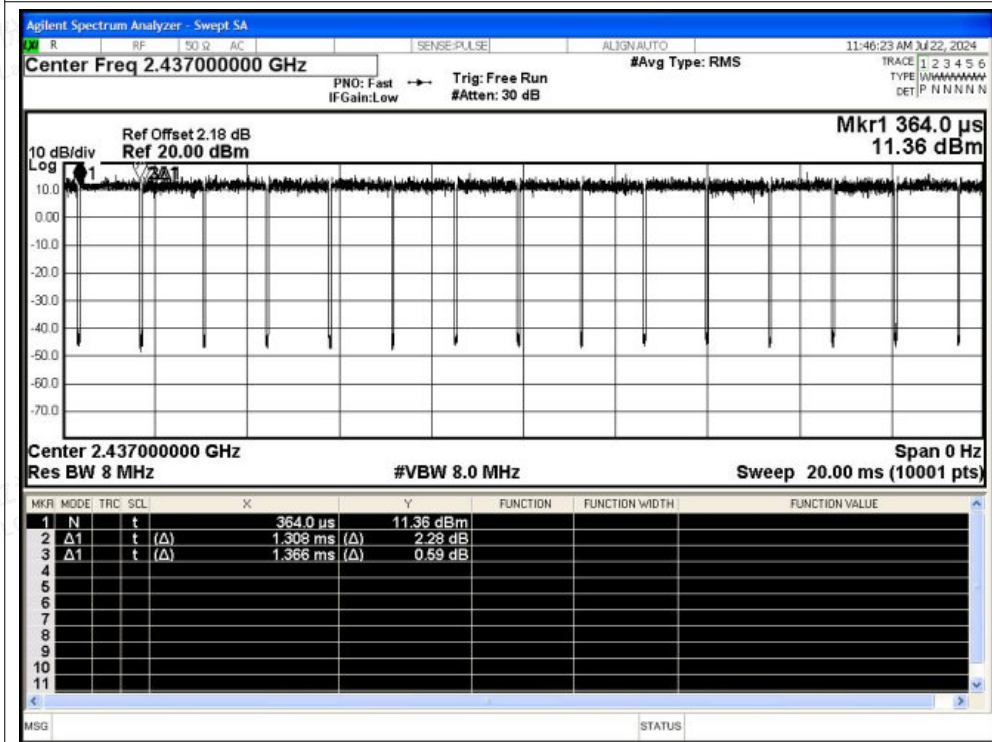 Agilent Spectrum Analyzer - Swept SA
LXI R RF 50 Ω AC SENSE:PULSE ALIGN AUTO 11:46:23 AM Jul 22, 2024
Center Freq 2.437000000 GHz #Avg Type: RMS TRACE 1 2 3 4 5 6
PNO: Fast Trig: Free Run TYPE
IFGain:Low #Atten: 30 dB DET P N N N N N
Mkr1 364.0 µs
Ref Offset 2.18 dB
10 dB/div Ref 20.00 dBm 11.36 dBm
Log
1 2Δ1
10.0
0.00
-10.0
-20.0
-30.0
-40.0
-50.0
-60.0
-70.0
Center 2.437000000 GHz Span 0 Hz
Res BW 8 MHz #VBW 8.0 MHz Sweep 20.00 ms (10001 pts)
MKR MODE TRC SCL X Y FUNCTION FUNCTION WIDTH FUNCTION VALUE
1 N t 364.0 µs 11.36 dBm
2 Δ1 t (Δ) 1.308 ms (Δ) 2.28 dB
3 Δ1 t (Δ) 1.366 ms (Δ) 0.59 dB
4
5
6
7
8
9
10
11
MSG STATUS